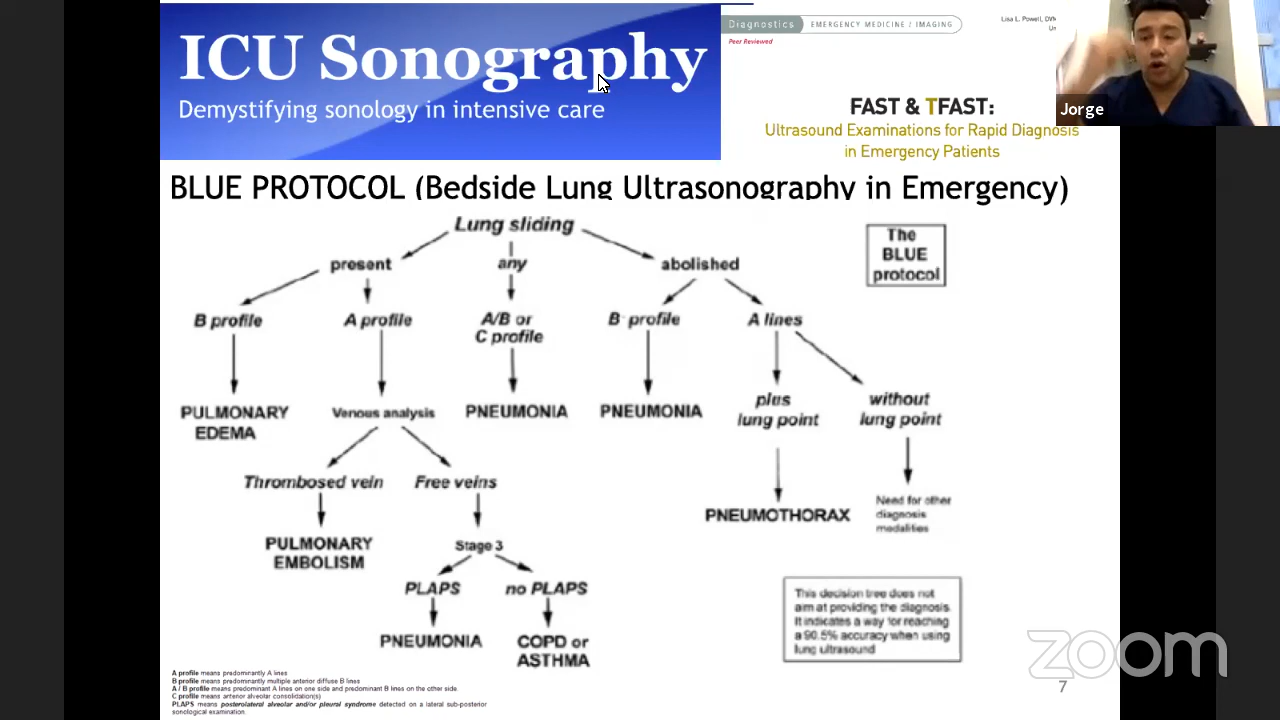 ICU Sonography
Demystifying sonology in intensive care
Diagnostics EMERGENCY MEDICINE / IMAGING
Peer Reviewed
Lisa L. Powell, DVM
FAST & TFAST:
Ultrasound Examinations for Rapid Diagnosis
in Emergency Patients
Jorge
BLUE PROTOCOL (Bedside Lung Ultrasonography in Emergency)
Lung sliding
present any abolished
The
BLUE
protocol
B profile A profile A/B or
C profile B' profile A lines
PULMONARY
EDEMA
Venous analysis
PNEUMONIA
PNEUMONIA
plus
lung point
without
lung point
Thrombosed vein Free veins
PNEUMOTHORAX
Need for other
diagnosis
modalities
PULMONARY
EMBOLISM
Stage 3
PLAPS no PLAPS
PNEUMONIA
COPD or
ASTHMA
This decision tree does not
aim at providing the diagnosis.
It indicates a way for reaching
a 90.5% accuracy when using
lung ultrasound
A profile means predominantly A lines
B profile means predominantly multiple anterior diffuse B lines
A / B profile means predominant A lines on one side and predominant B lines on the other side.
C profile means anterior alveolar consolidation(s)
PLAPS means posterolateral alveolar and/or pleural syndrome detected on a lateral sub-posterior
sonological examination.
zoom
7